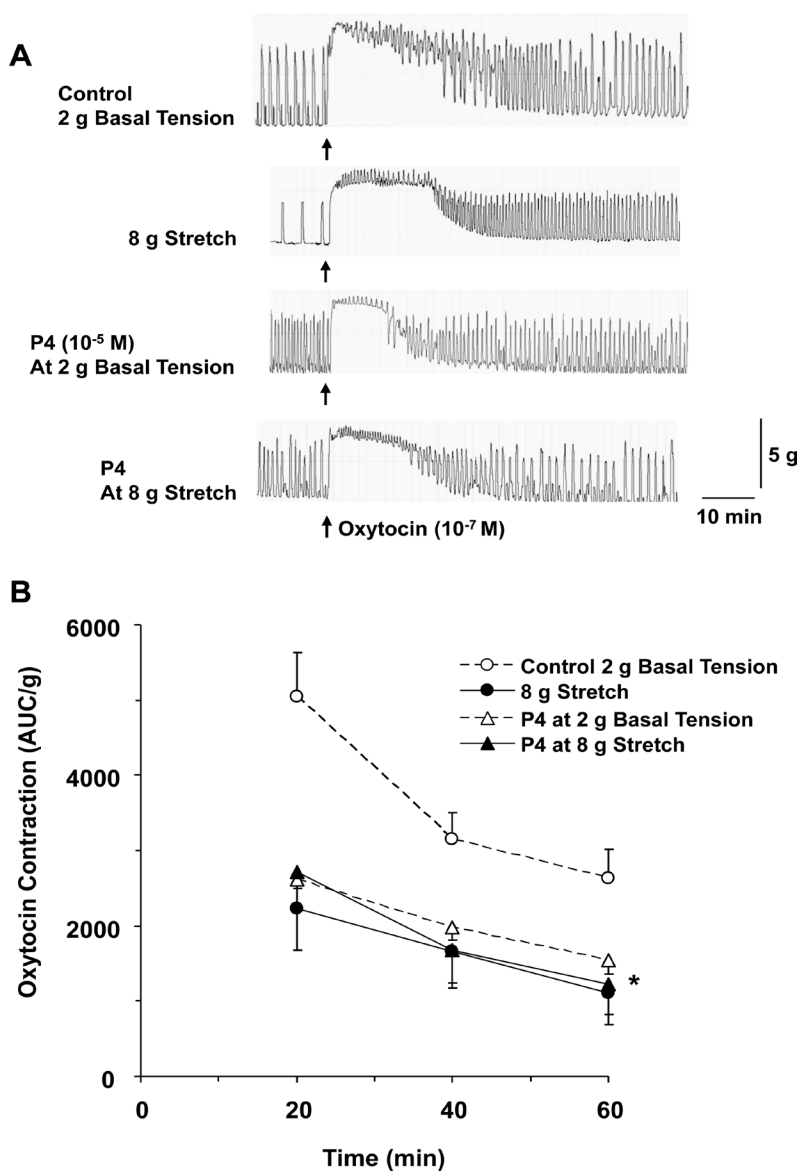 A
Control
2 g Basal Tension
8 g Stretch
P4 (10⁻⁵ M)
At 2 g Basal Tension
P4
At 8 g Stretch
5 g
10 min
Oxytocin (10⁻⁷ M)
B
Oxytocin Contraction (AUC/g)
6000
4000
2000
0
Control 2 g Basal Tension
8 g Stretch
P4 at 2 g Basal Tension
P4 at 8 g Stretch
*
0 20 40 60
Time (min)